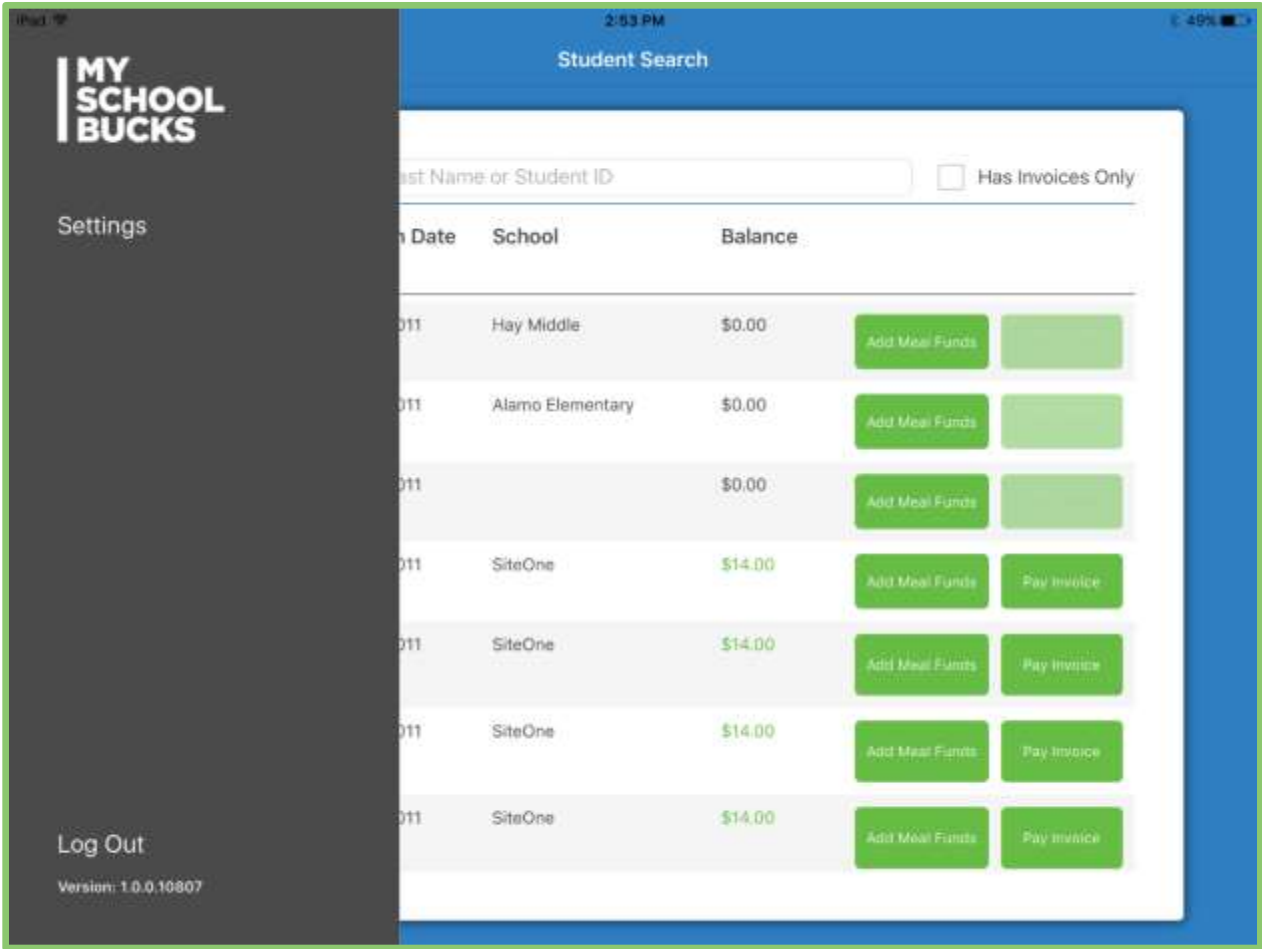 iPad 2:53 PM 49%
Student Search
MY
SCHOOL
BUCKS
ast Name or Student ID Has Invoices Only
Settings
Date School Balance
011 Hay Middle $0.00
Add Meal Funds
011 Alamo Elementary $0.00
Add Meal Funds
011 $0.00
Add Meal Funds
011 SiteOne $14.00
Add Meal Funds Pay Invoice
011 SiteOne $14.00
Add Meal Funds Pay Invoice
011 SiteOne $14.00
Add Meal Funds Pay Invoice
011 SiteOne $14.00
Add Meal Funds Pay Invoice
Log Out
Version: 1.0.0.10807